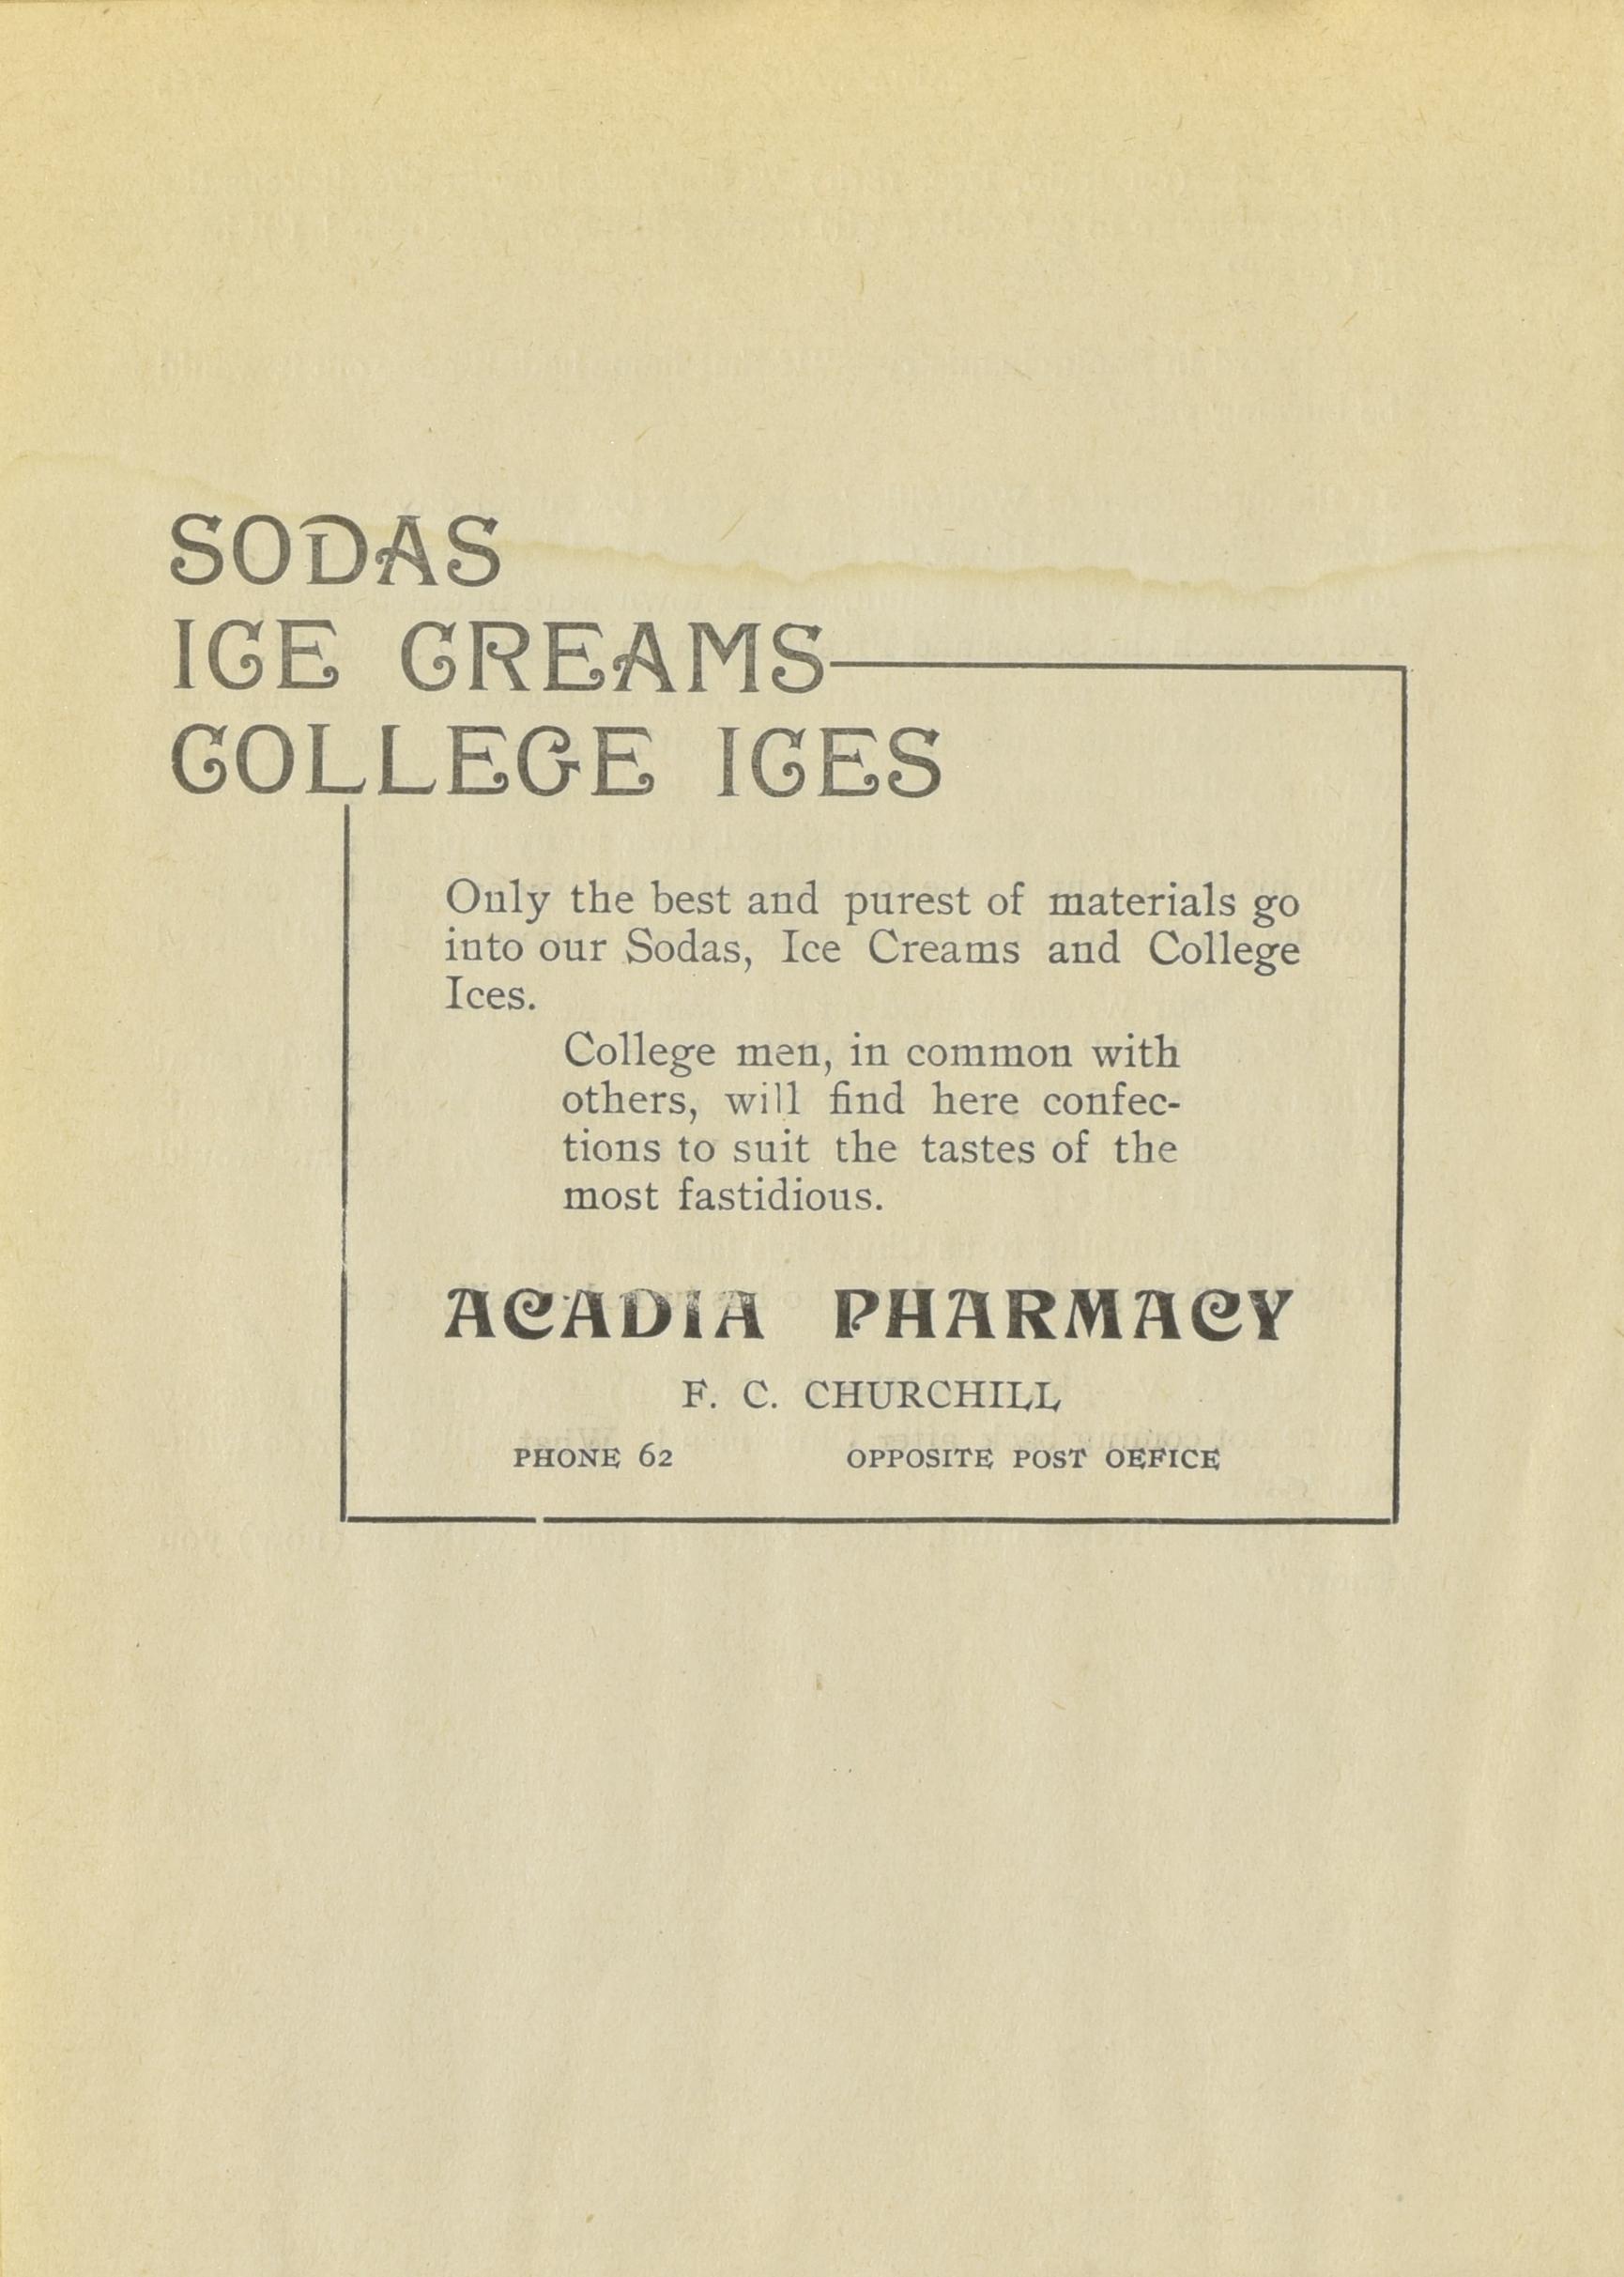 SODAS
ICE CREAMS
COLLEGE ICES
Only the best and purest of materials go
into our Sodas, Ice Creams and College
Ices.
College men, in common with
others, will find here confec-
tions to suit the tastes of the
most fastidious.
ACADIA PHARMACY
F. C. CHURCHILL
PHONE 62 OPPOSITE POST OEFICE